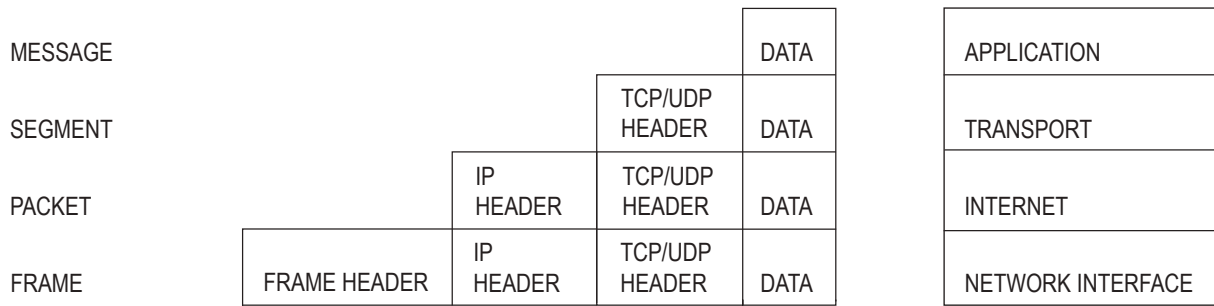 MESSAGE DATA APPLICATION
TCP/UDP
SEGMENT HEADER DATA TRANSPORT
IP TCP/UDP
PACKET HEADER HEADER DATA INTERNET
IP TCP/UDP
FRAME FRAME HEADER HEADER HEADER DATA NETWORK INTERFACE